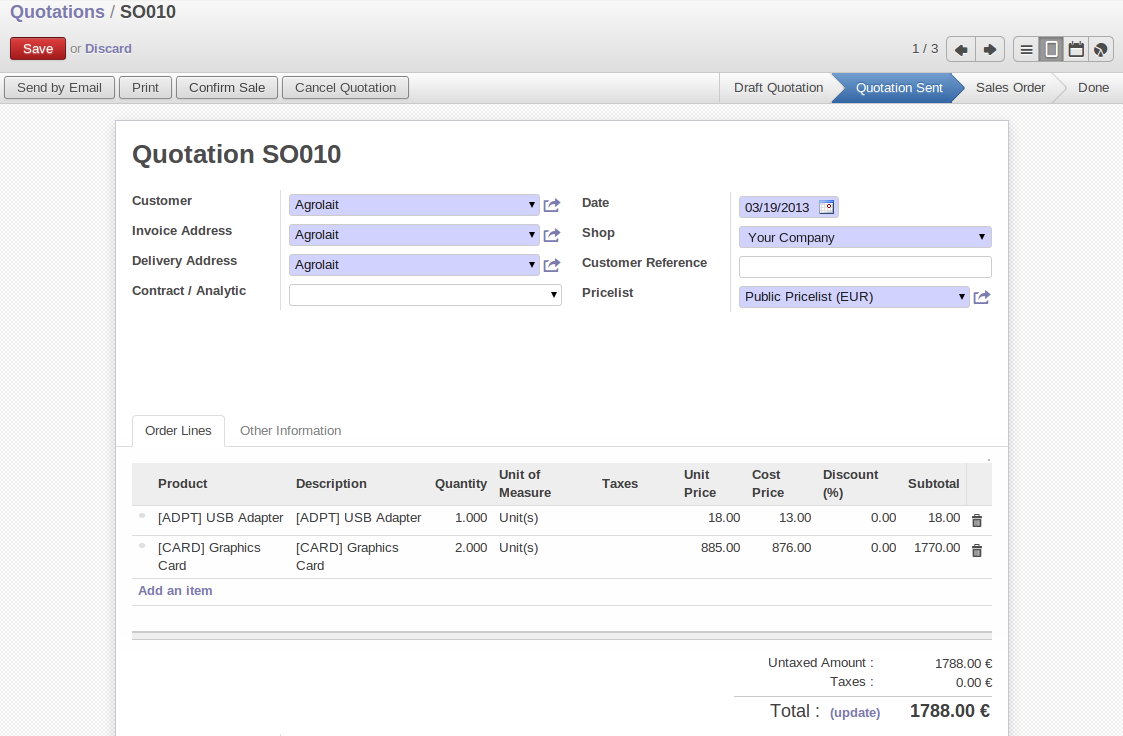 Quotations / SO010
Save or Discard
1 / 3
Send by Email Print Confirm Sale Cancel Quotation
Draft Quotation Quotation Sent Sales Order Done
Quotation SO010
Customer Agrolait
Invoice Address Agrolait
Delivery Address Agrolait
Contract / Analytic
Date 03/19/2013
Shop Your Company
Customer Reference
Pricelist Public Pricelist (EUR)
Order Lines Other Information
Product Description Quantity Unit of Measure Taxes Unit Price Cost Price Discount (%) Subtotal
[ADPT] USB Adapter [ADPT] USB Adapter 1.000 Unit(s) 18.00 13.00 0.00 18.00
[CARD] Graphics [CARD] Graphics 2.000 Unit(s) 885.00 876.00 0.00 1770.00
Card Card
Add an item
Untaxed Amount : 1788.00 €
Taxes : 0.00 €
Total : (update) 1788.00 €